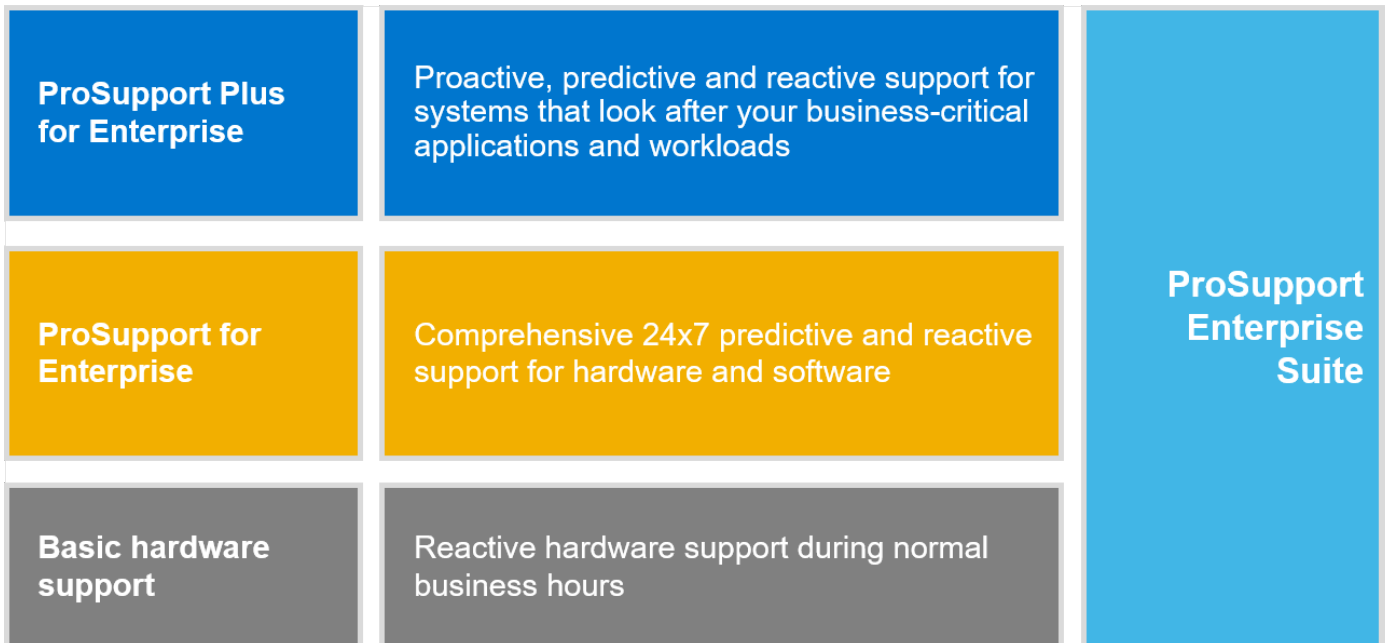 ProSupport Plus
for Enterprise
Proactive, predictive and reactive support for
systems that look after your business-critical
applications and workloads
ProSupport for
Enterprise
Comprehensive 24x7 predictive and reactive
support for hardware and software
Basic hardware
support
Reactive hardware support during normal
business hours
ProSupport
Enterprise
Suite